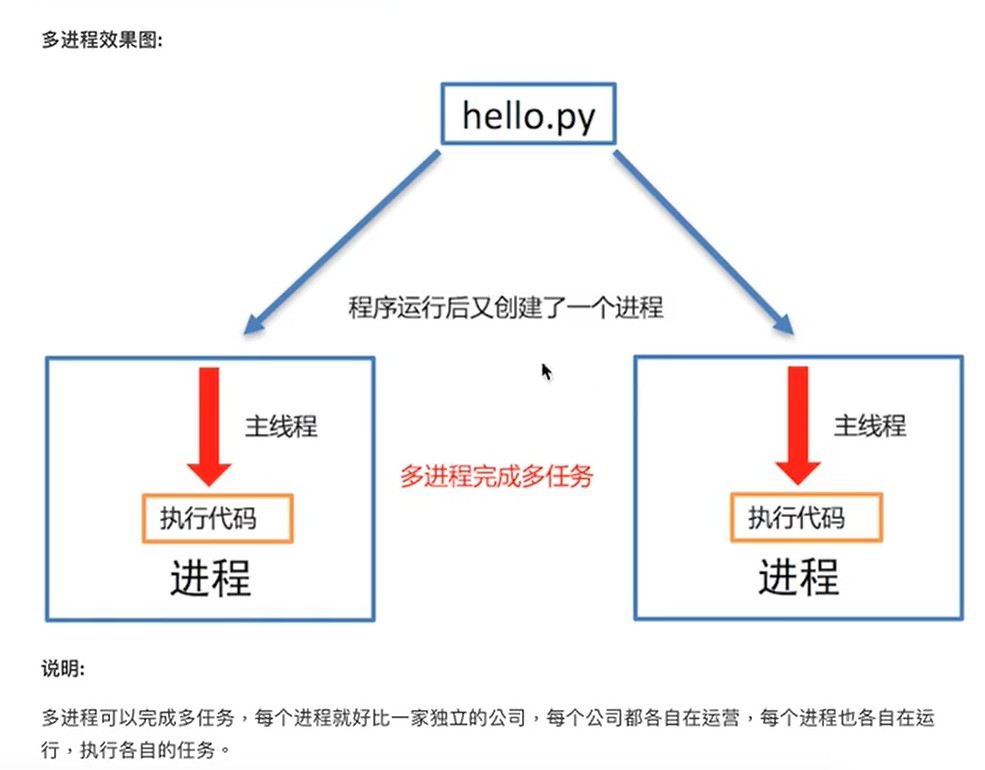 多进程效果图:
hello.py
程序运行后又创建了一个进程
主线程
执行代码
进程
多进程完成多任务
主线程
执行代码
进程
说明:
多进程可以完成多任务，每个进程就好比一家独立的公司，每个公司都各自在运营，每个进程也各自在运
行，执行各自的任务。